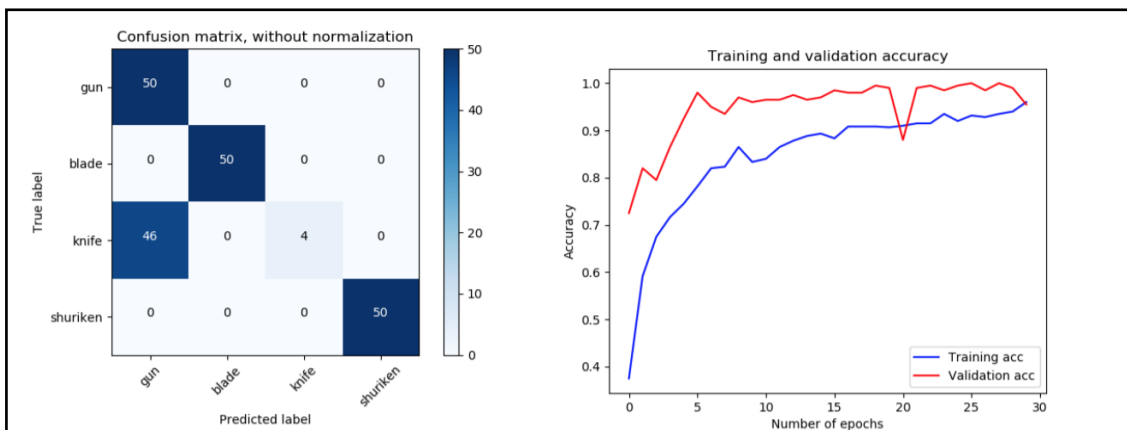 Confusion matrix, without normalization
gun
blade
knife
shuriken
True label
50 0 0 0
0 50 0 0
46 0 4 0
0 0 0 50
gun blade knife shuriken
Predicted label
50
40
30
20
10
0
Training and validation accuracy
1.0
0.9
0.8
0.7
0.6
0.5
0.4
Accuracy
0 5 10 15 20 25 30
Number of epochs
Training acc
Validation acc